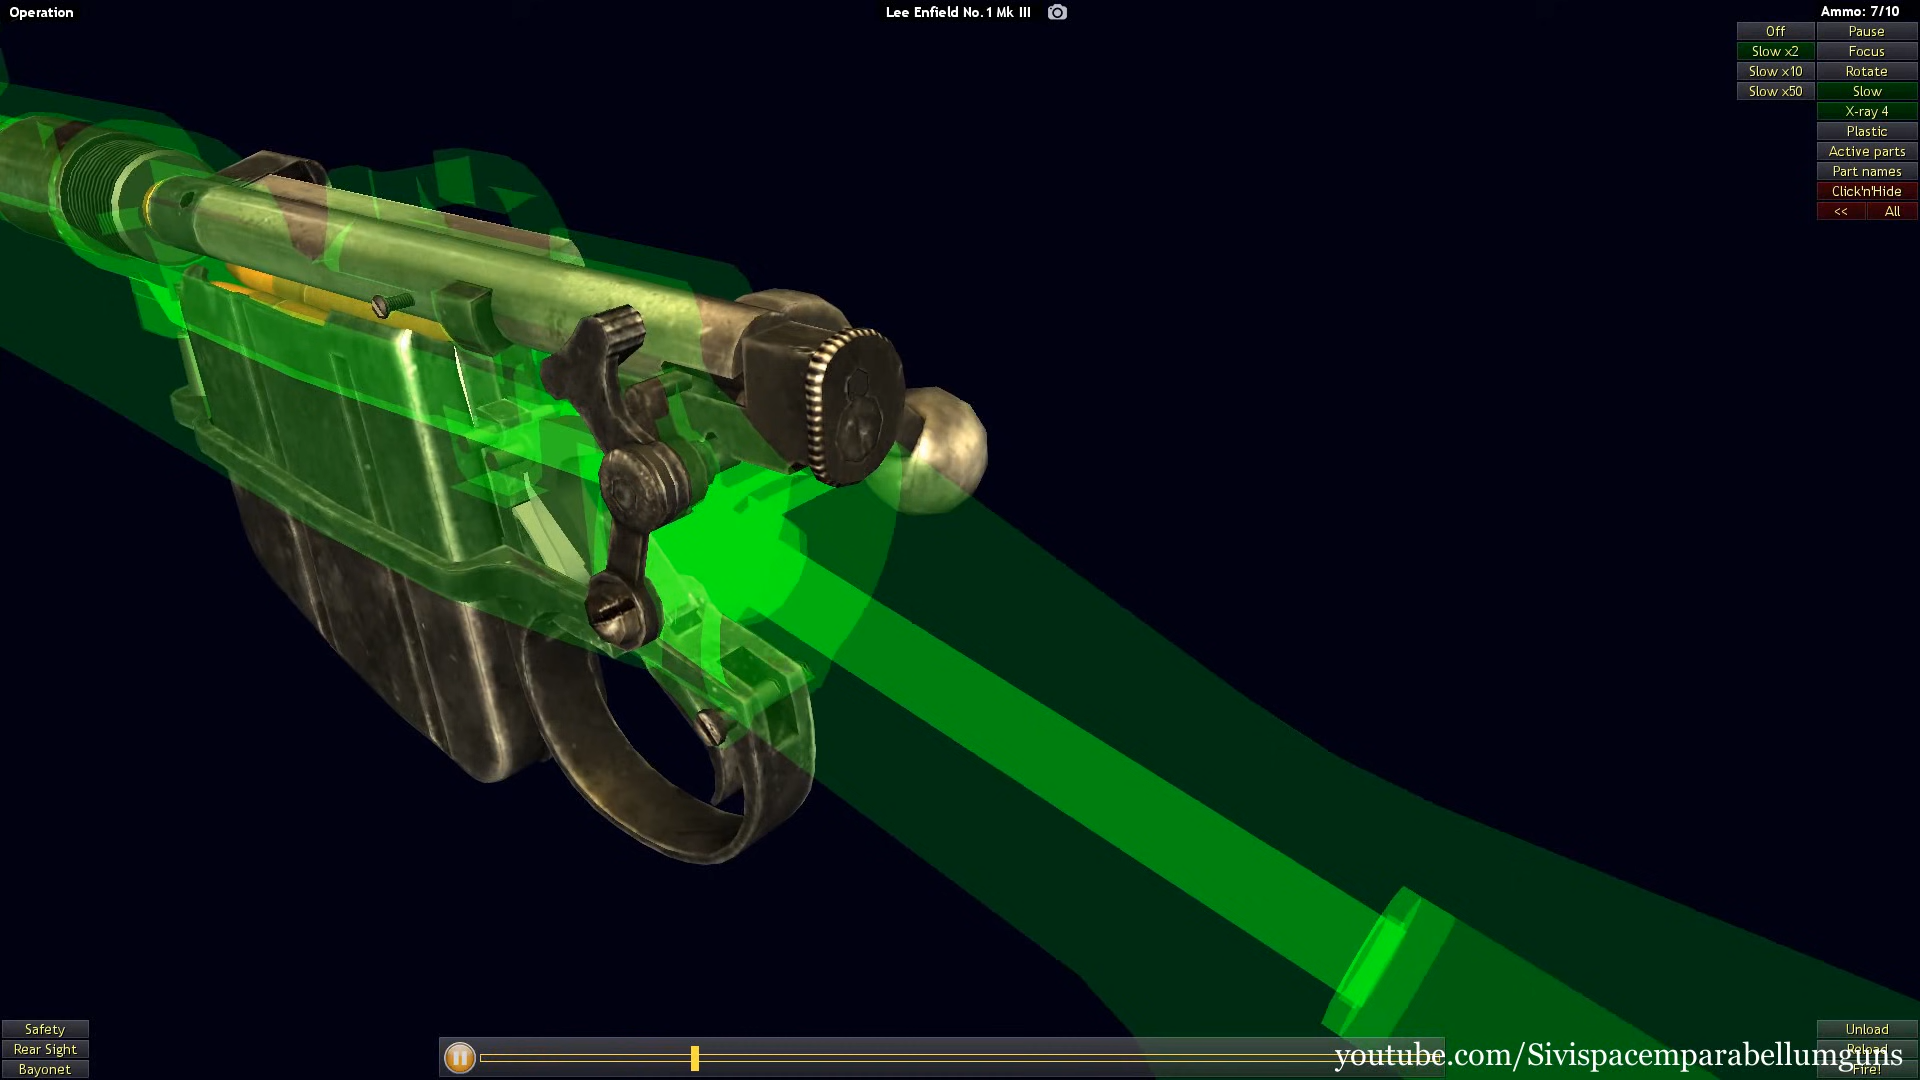 Operation
Lee Enfield No.1 Mk III
Ammo: 7/10
Off
Pause
Slow x2
Focus
Slow x10
Rotate
Slow x50
Slow
X-ray 4
Plastic
Active parts
Part names
Click'n'Hide
<< All
Safety
Rear Sight
Bayonet
Unload
Reload
Fire!
youtube.com/Sivispacemparabellumguns